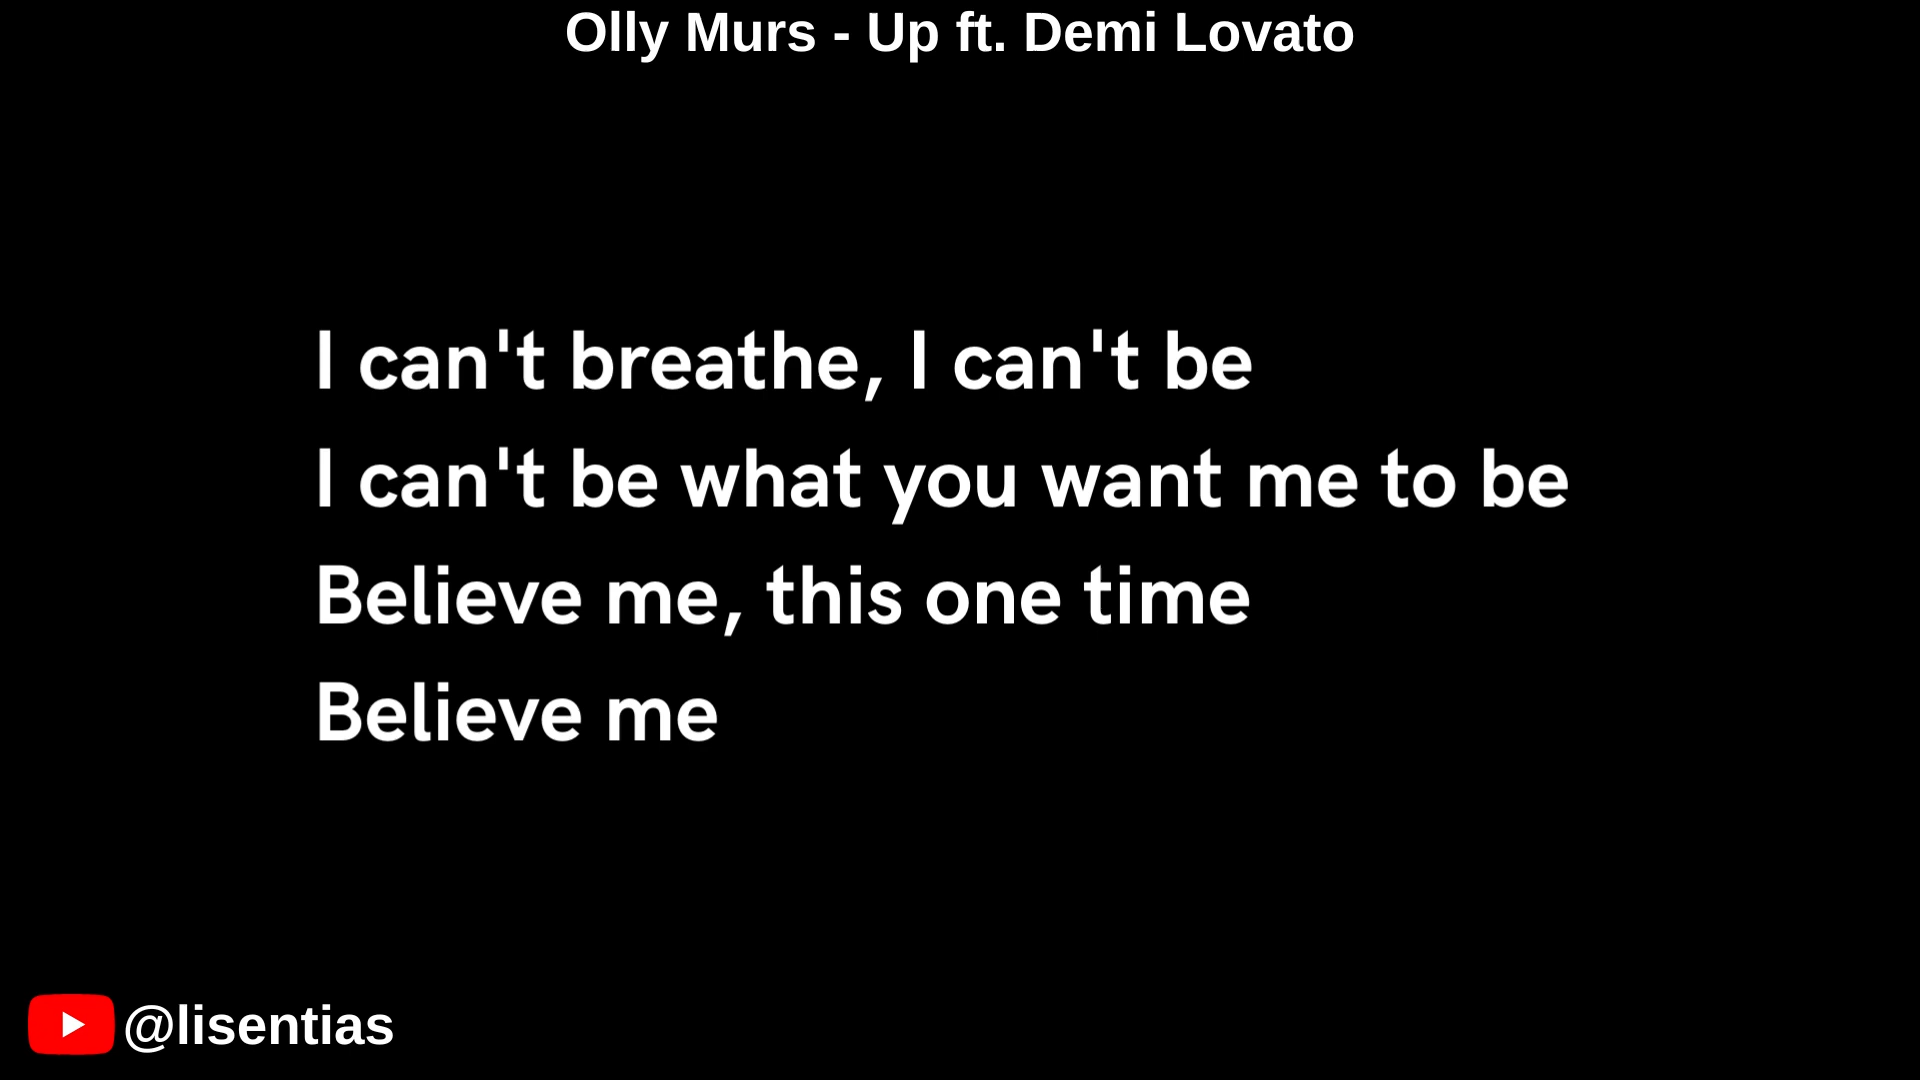 Olly Murs - Up ft. Demi Lovato
I can't breathe, I can't be
I can't be what you want me to be
Believe me, this one time
Believe me
@lisentias